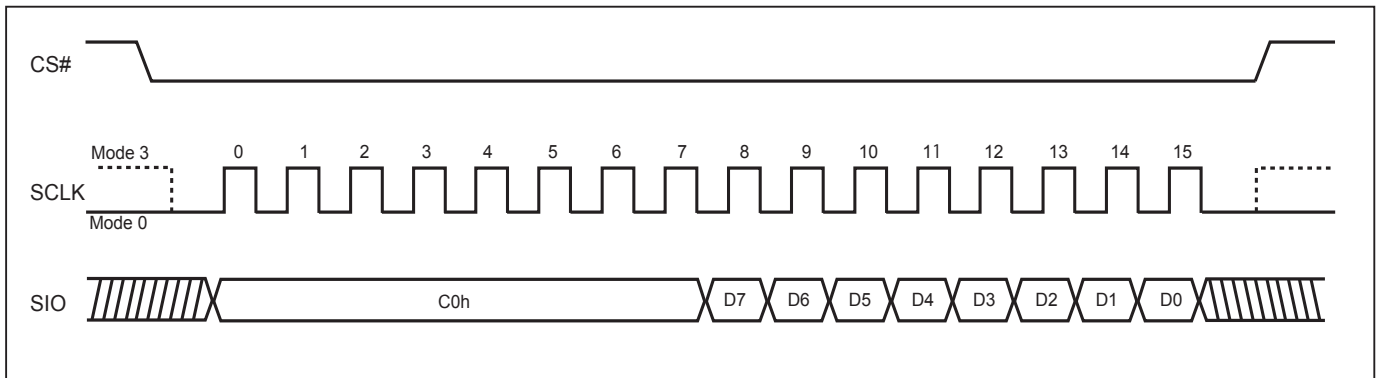 CS#
Mode 3
0 1 2 3 4 5 6 7 8 9 10 11 12 13 14 15
SCLK
Mode 0
SIO
C0h
D7 D6 D5 D4 D3 D2 D1 D0